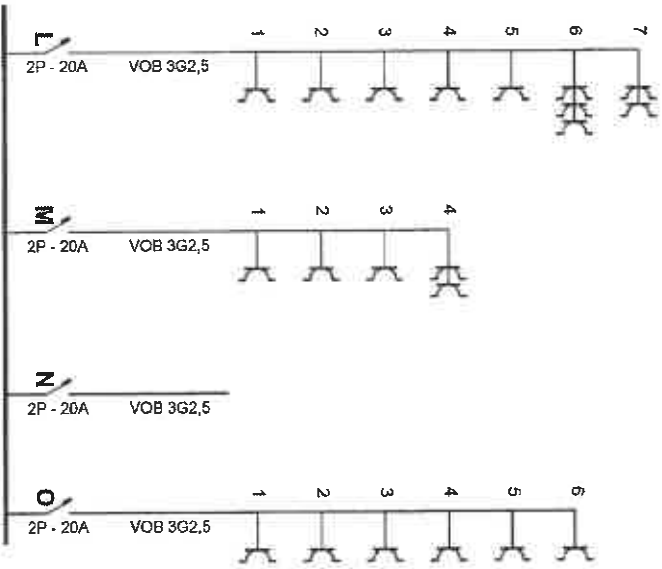 L 1 2 3 4 5 6 7
2P - 20A VOB 3G2,5
M 1 2 3 4
2P - 20A VOB 3G2,5
N
2P - 20A VOB 3G2,5
O 1 2 3 4 5 6
2P - 20A VOB 3G2,5